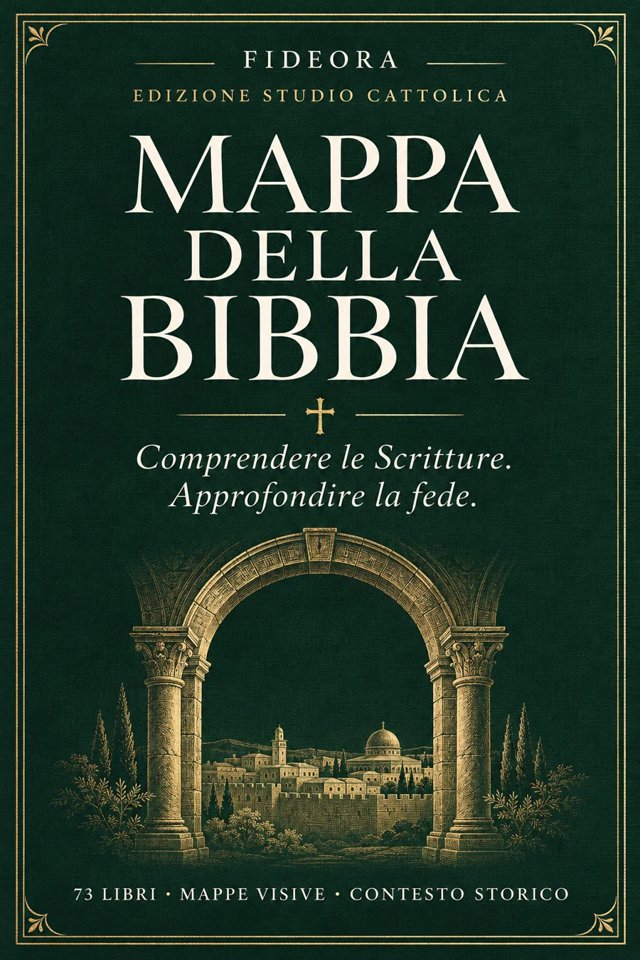 FIDEORA
EDIZIONE STUDIO CATTOLICA
MAPPA
DELLA
BIBBIA
Comprendere le Scritture.
Approfondire la fede.
73 LIBRI • MAPPE VISIVE • CONTESTO STORICO